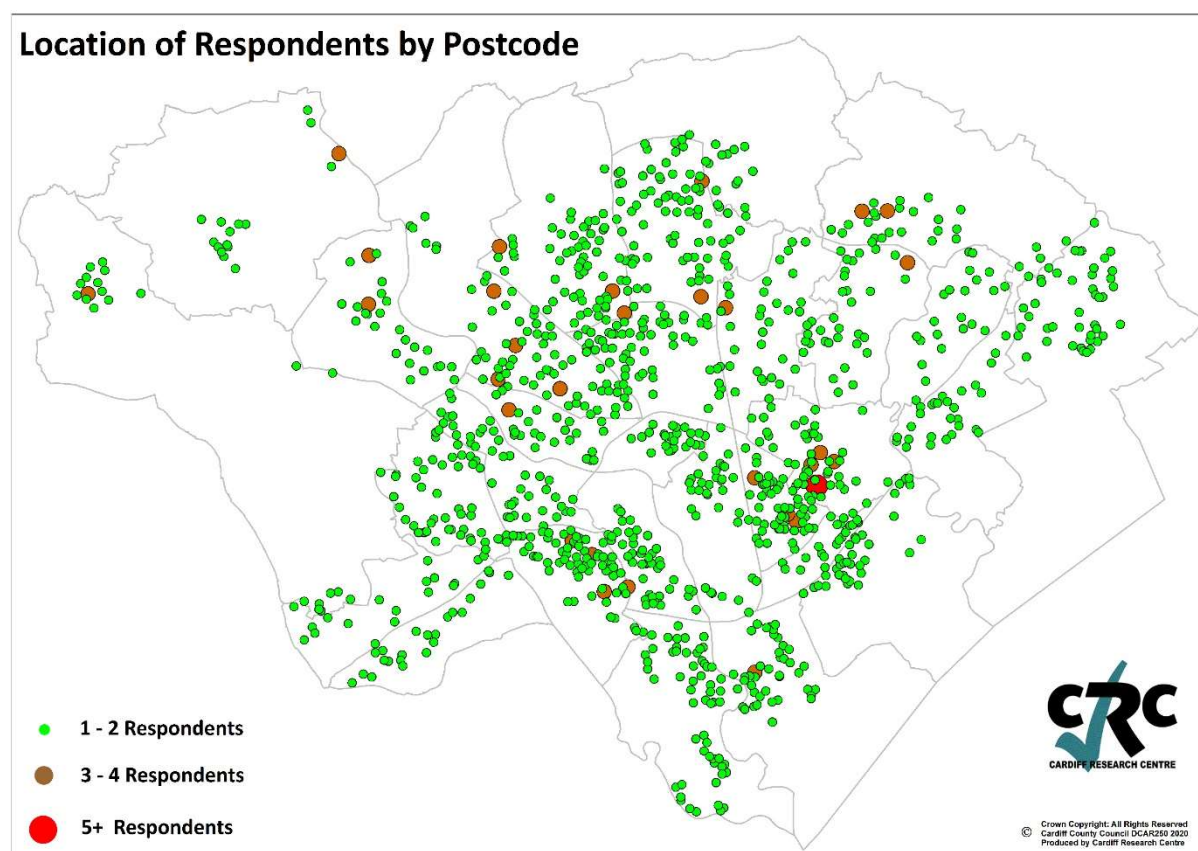 Location of Respondents by Postcode
1 - 2 Respondents
3 - 4 Respondents
5+ Respondents
CRC
CARDIFF RESEARCH CENTRE
© Crown Copyright: All Rights Reserved
Cardiff County Council DCAR250 2020
Produced by Cardiff Research Centre